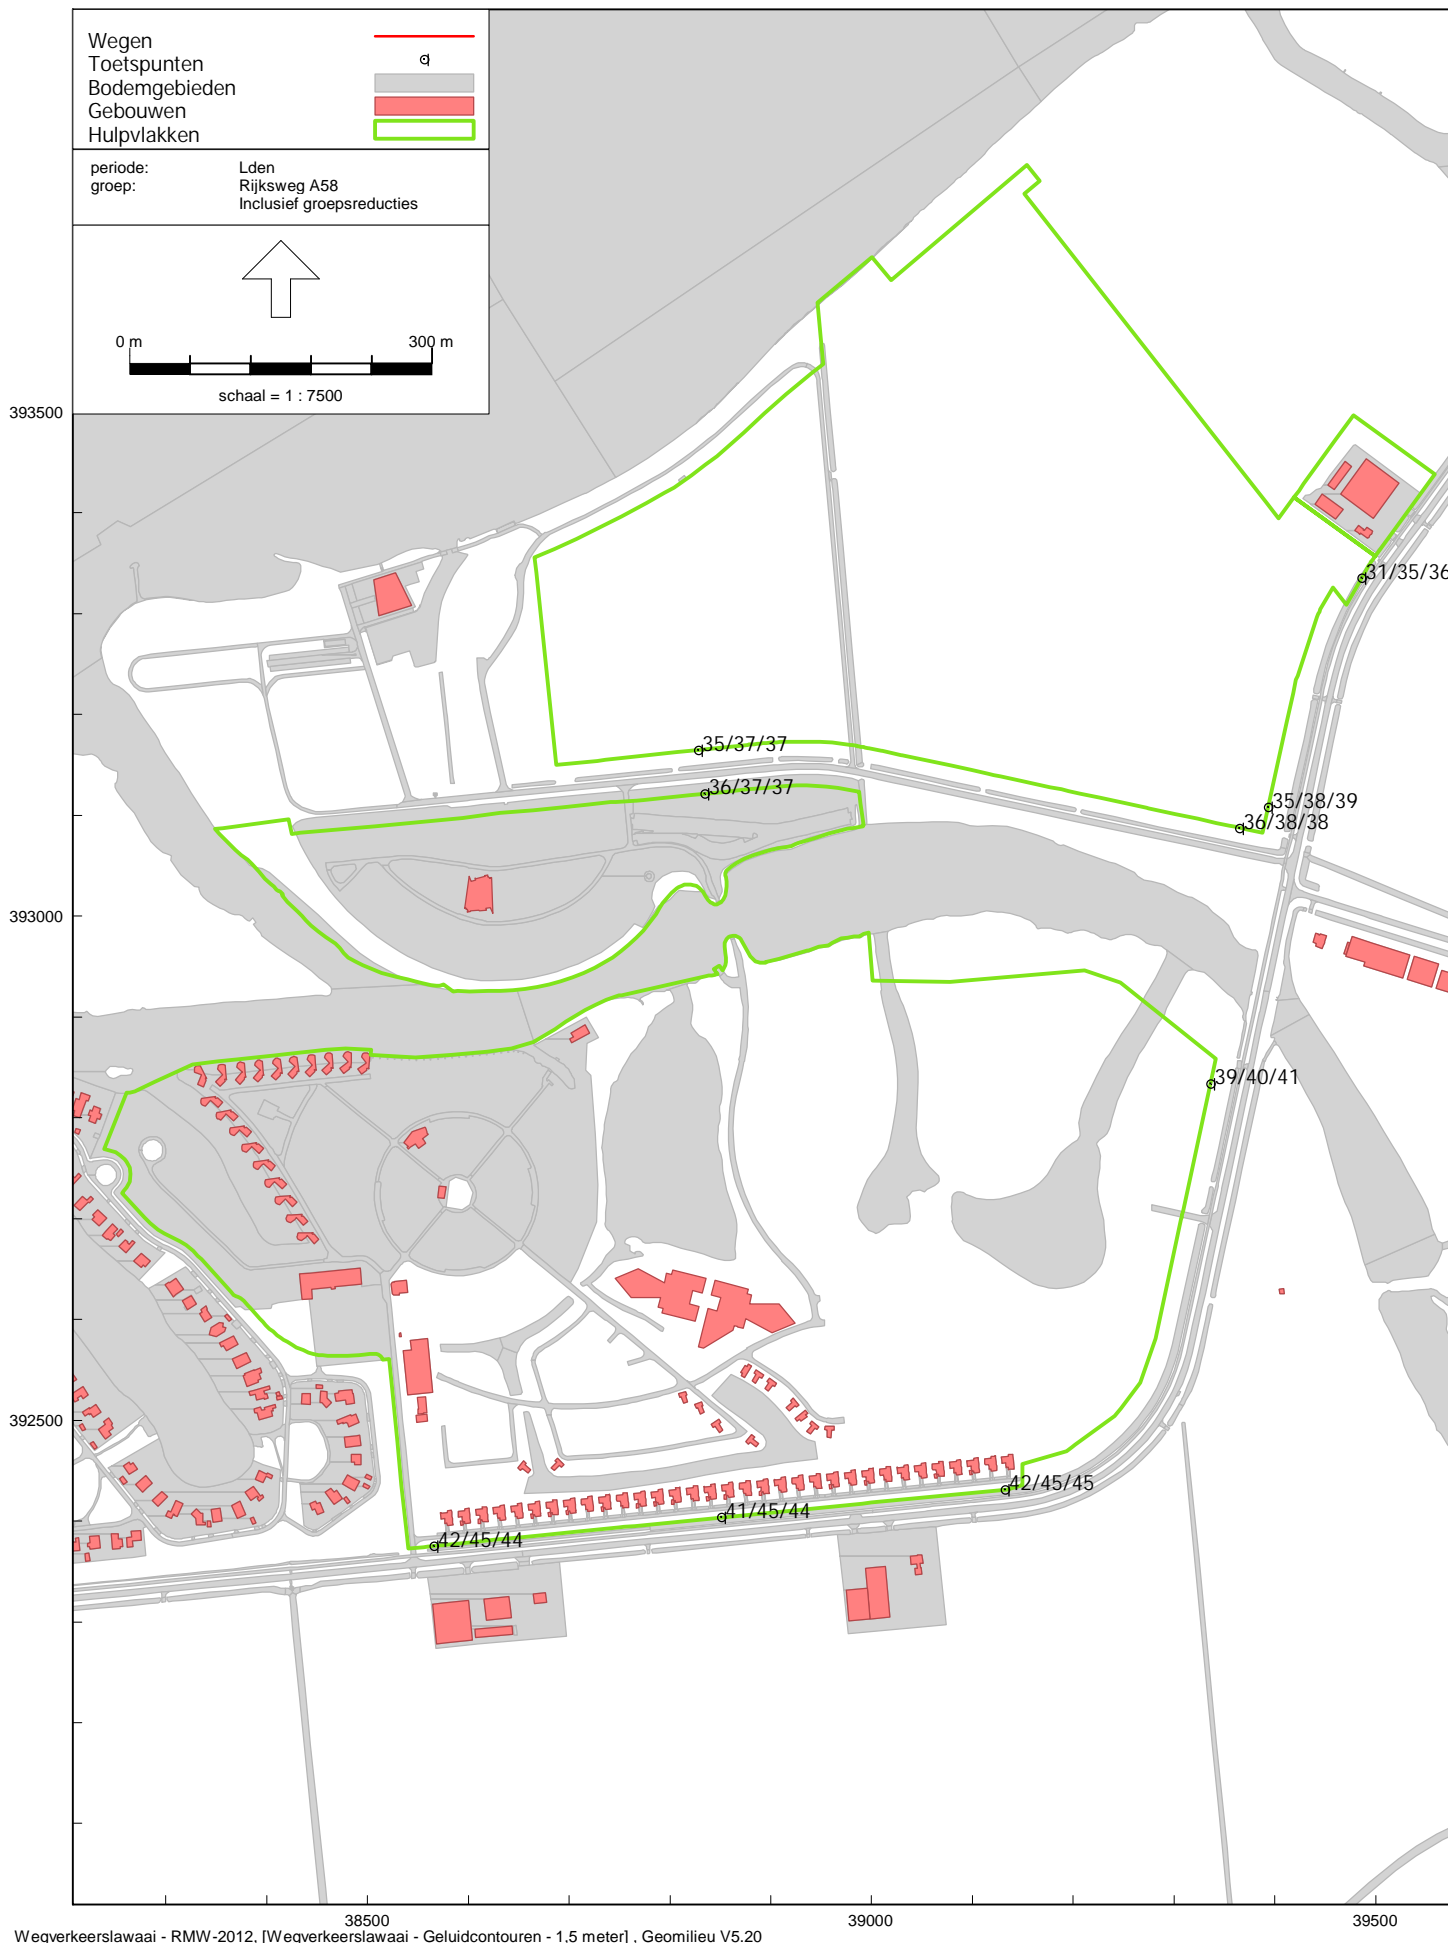 Wegen
Toetspunten
Bodemgebieden
Gebouwen
Hulpvlakken
periode: Lden
groep: Rijksweg A58
Inclusief groepsreducties
0 m 300 m
schaal = 1 : 7500
393500
31/35/36
35/37/37
36/37/37
35/38/39
36/38/38
393000
39/40/41
392500
42/45/45
41/45/44
42/45/44
38500 39000 39500
Wegverkeerslawaai - RMW-2012, [Wegverkeerslawaai - Geluidcontouren - 1,5 meter] , Geomilieu V5.20